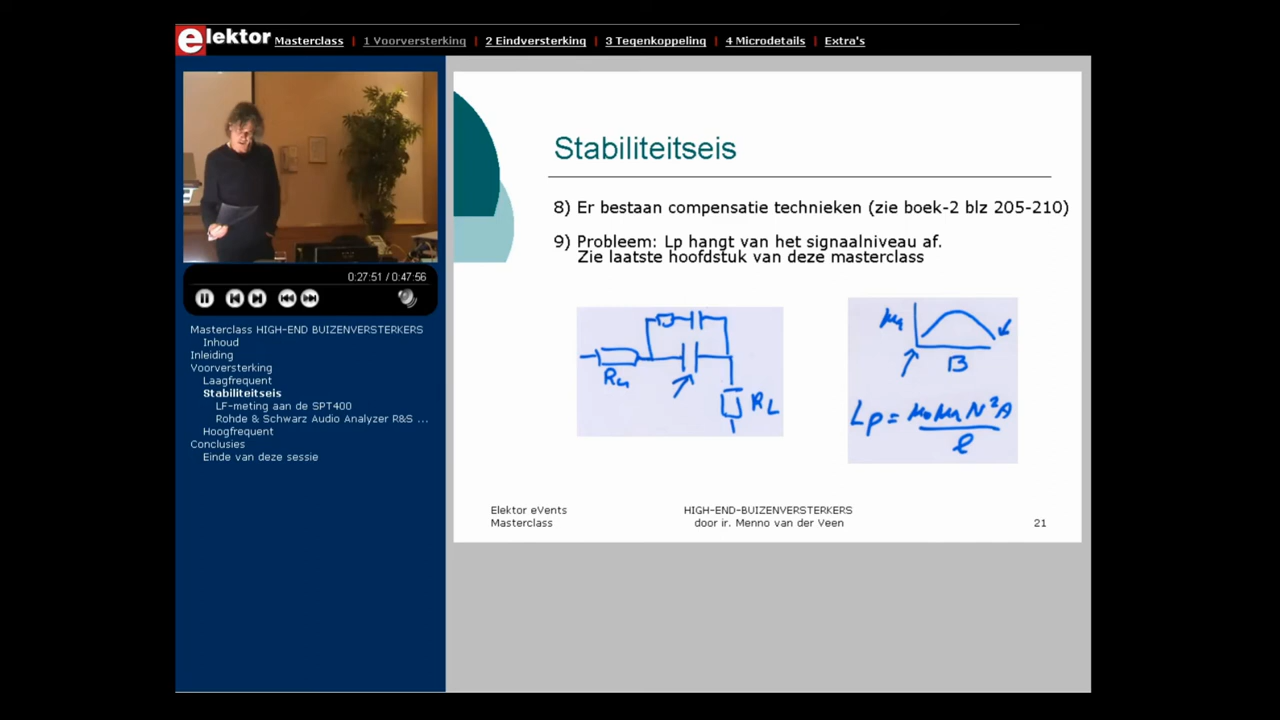 elektor Masterclass | 1 Voorversterking | 2 Eindversterking | 3 Tegenkoppeling | 4 Microdetails | Extra's
0:27:51 / 0:47:56
Masterclass HIGH-END BUIZENVERSTERKERS
Inhoud
Inleiding
Voorversterking
Laagfrequent
Stabiliteitseis
LF-meting aan de SPT400
Rohde & Schwarz Audio Analyzer R&S ...
Hoogfrequent
Conclusies
Einde van deze sessie
Stabiliteitseis
8) Er bestaan compensatie technieken (zie boek-2 blz 205-210)
9) Probleem: Lp hangt van het signaalniveau af.
Zie laatste hoofdstuk van deze masterclass
RL
B
Lp = μ0 μr N² A
ℓ
Elektor eVents
Masterclass
HIGH-END-BUIZENVERSTERKERS
door ir. Menno van der Veen
21